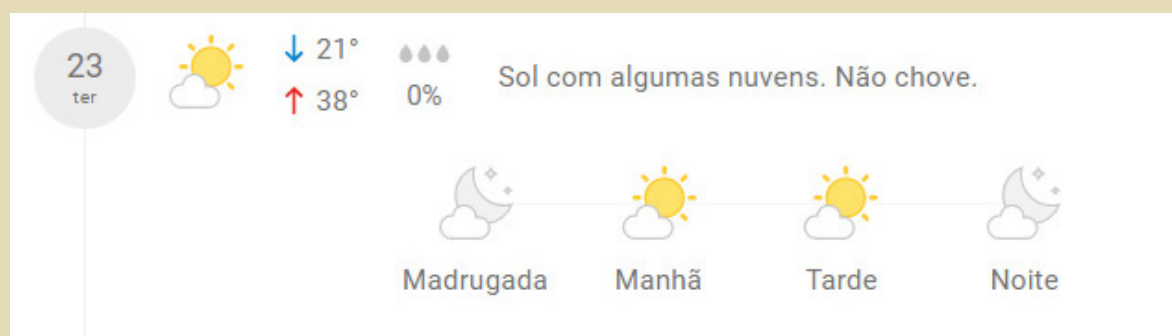 23
ter
↓ 21°
↑ 38°
0%
Sol com algumas nuvens. Não chove.
Madrugada
Manhã
Tarde
Noite